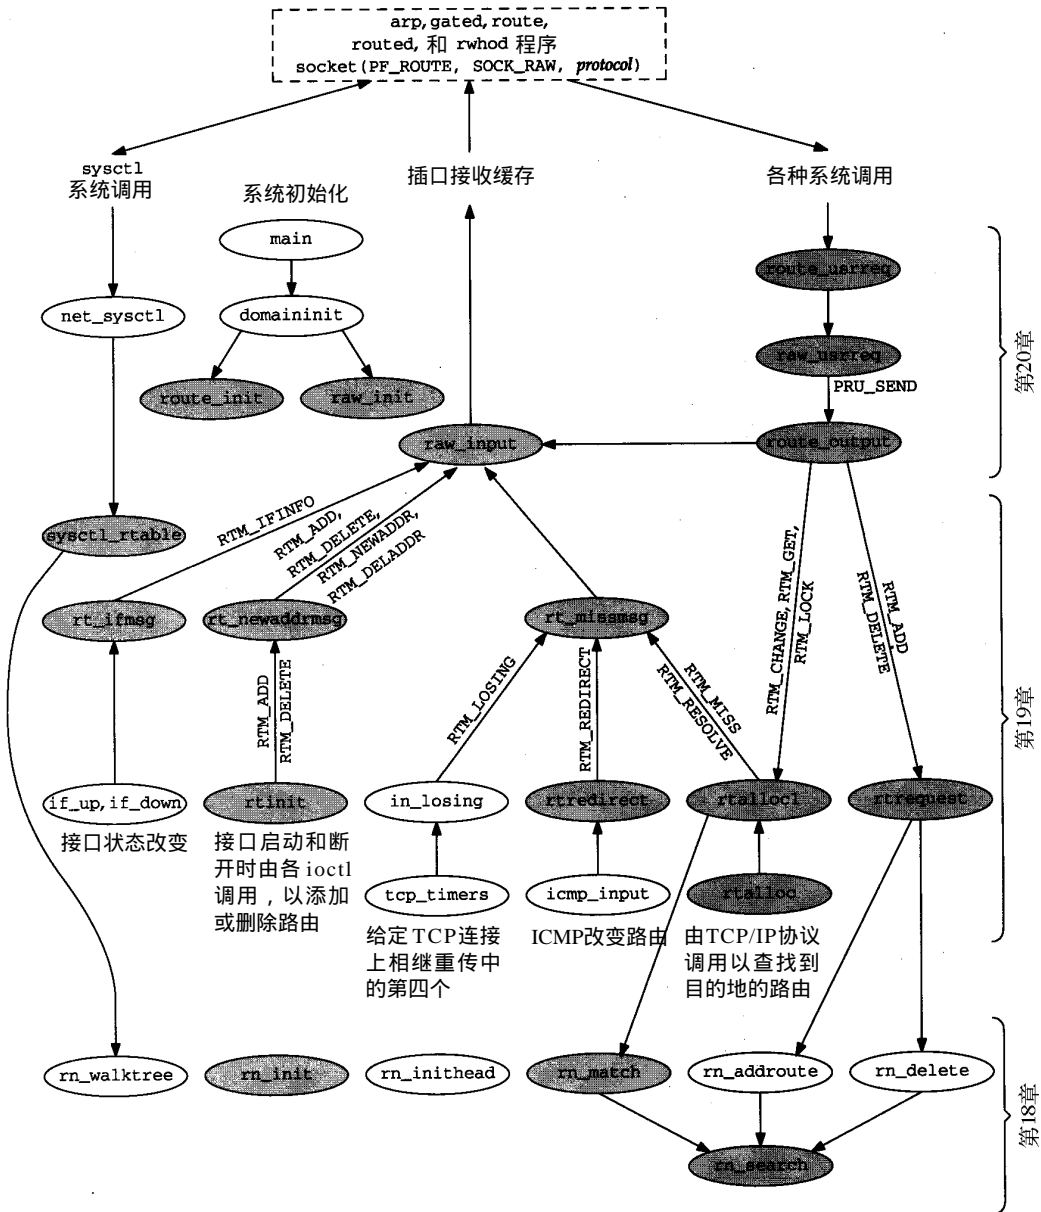 arp, gated, route,
routed, 和 rwhod 程序
socket(PF_ROUTE, SOCK_RAW, protocol)
sysctl
系统调用
系统初始化
插口接收缓存
各种系统调用
main
route_usrreq
net_sysctl
domaininit
raw_usrreq
PRU_SEND
route_init
raw_init
raw_input
route_output
第20章
sysctl_rtable
RTM_IFINFO
RTM_ADD,
RTM_DELETE,
RTM_NEWADDR,
RTM_DELADDR
rt_ifmsg
rt_newaddrmsg
rt_missmsg
RTM_CHANGE, RTM_GET,
RTM_LOCK
RTM_ADD
RTM_DELETE
RTM_ADD
RTM_DELETE
RTM_LOSING
RTM_REDIRECT
RTM_MISS
RTM_RESOLVE
第19章
if_up, if_down
rtinit
in_losing
rtredirect
rtalloc1
rtrequest
接口状态改变
接口启动和断
开时由各 ioctl
调用，以添加
或删除路由
tcp_timers
icmp_input
rtalloc
给定TCP连接
上相继重传中
的第四个
ICMP改变路由
由TCP/IP协议
调用以查找到
目的地的路由
rn_walktree
rn_init
rn_inithead
rn_match
rn_addroute
rn_delete
rn_search
第18章